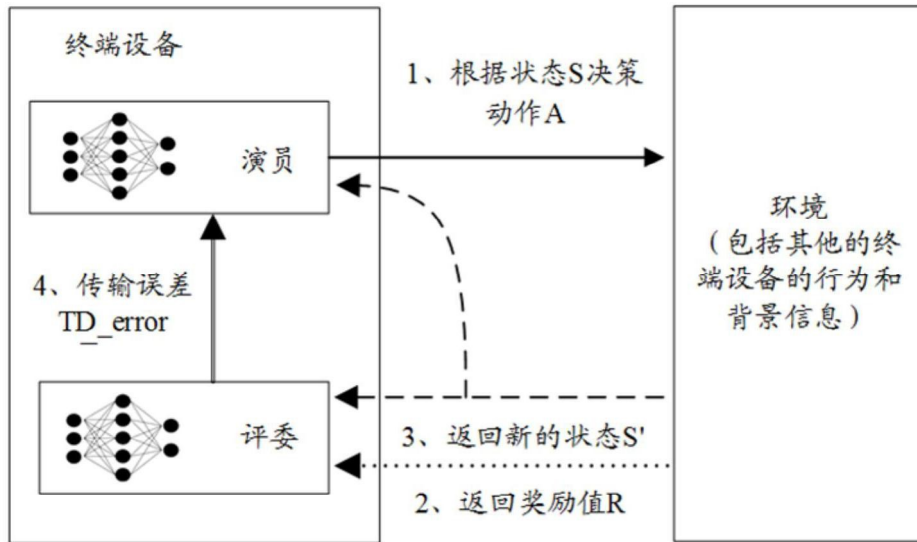 终端设备
1、根据状态S决策
动作A
演员
环境
（包括其他的终
端设备的行为和
背景信息）
4、传输误差
TD_error
评委
3、返回新的状态S'
2、返回奖励值R